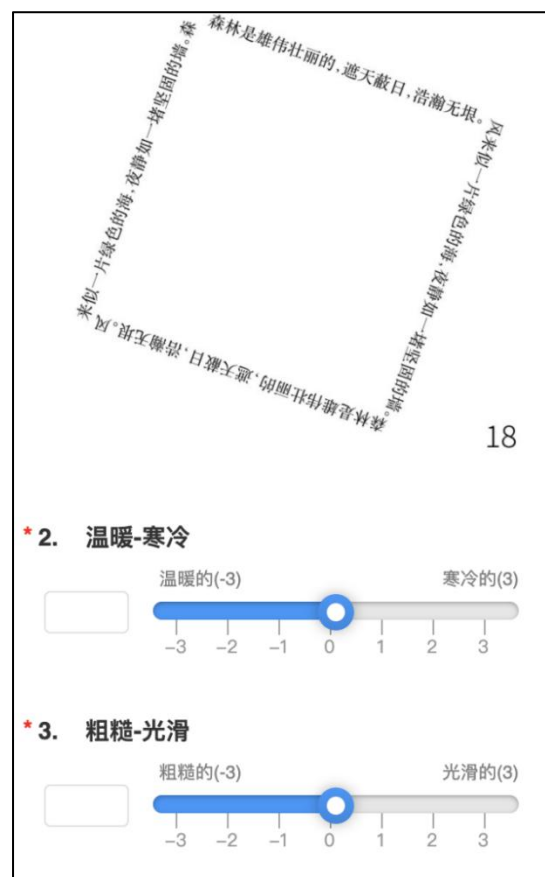 森林是雄伟壮丽的,遮天蔽日,浩瀚无垠。
风来似一片绿色的海,夜静如一堵坚固的墙。
森林是雄伟壮丽的,遮天蔽日,浩瀚无垠。风
来似一片绿色的海,夜静如一堵坚固的墙。森
18
* 2. 温暖-寒冷
温暖的(-3) 寒冷的(3)
-3 -2 -1 0 1 2 3
* 3. 粗糙-光滑
粗糙的(-3) 光滑的(3)
-3 -2 -1 0 1 2 3